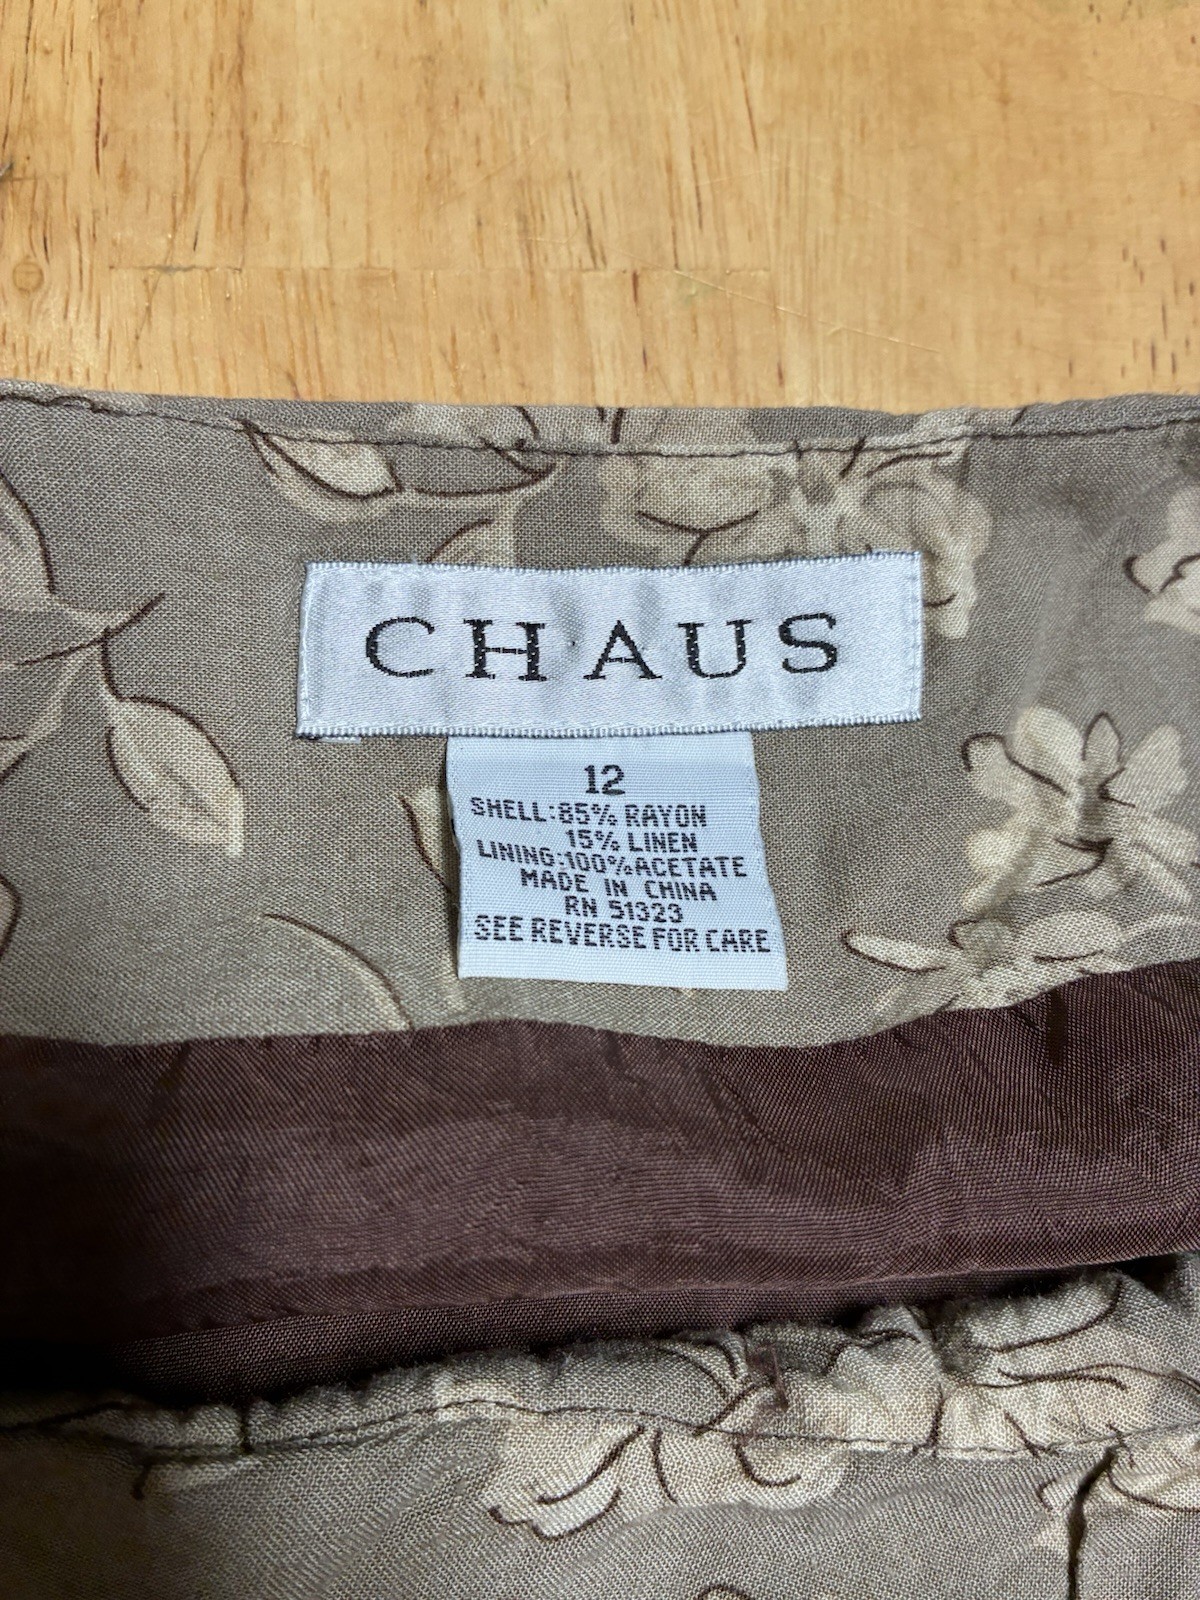 CHAUS
12
SHELL:85% RAYON
15% LINEN
LINING:100%ACETATE
MADE IN CHINA
RN 51323
SEE REVERSE FOR CARE